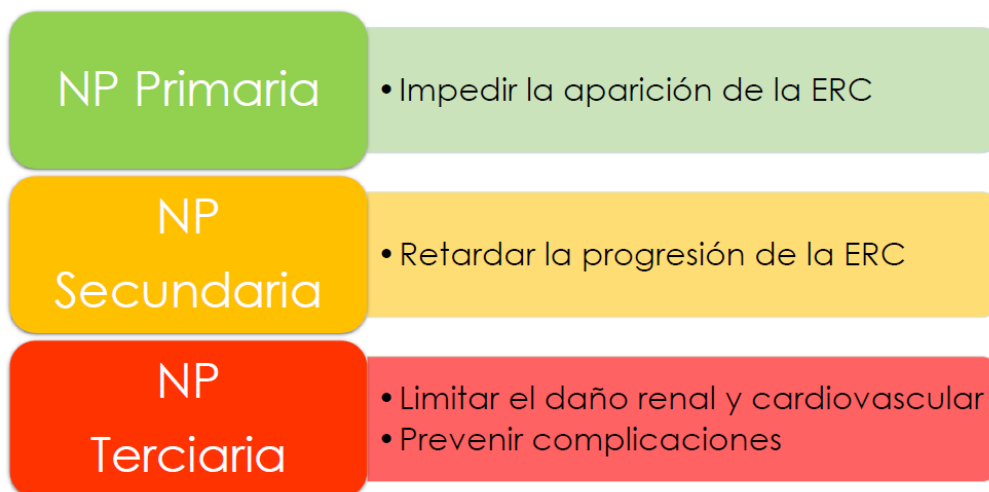 NP Primaria
• Impedir la aparición de la ERC
NP
Secundaria
• Retardar la progresión de la ERC
NP
Terciaria
• Limitar el daño renal y cardiovascular
• Prevenir complicaciones